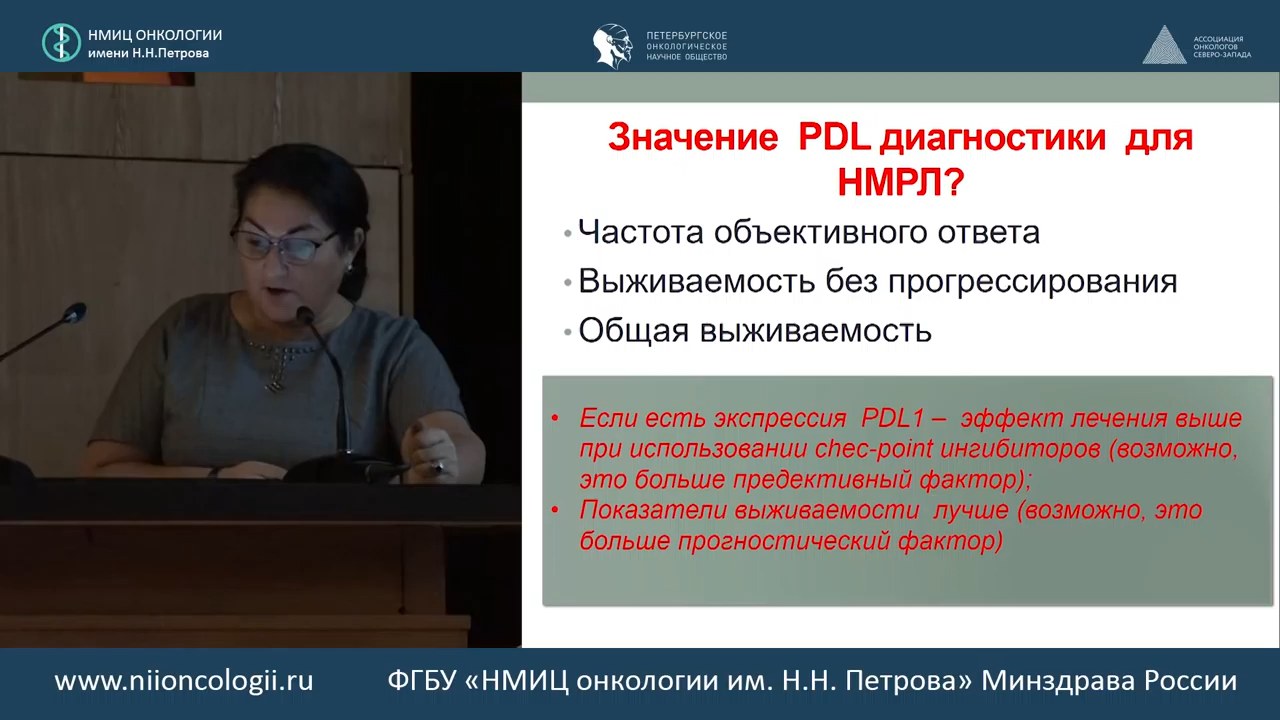 НМИЦ ОНКОЛОГИИ
имени Н.Н.Петрова
ПЕТЕРБУРГСКОЕ
ОНКОЛОГИЧЕСКОЕ
НАУЧНОЕ ОБЩЕСТВО
АССОЦИАЦИЯ
ОНКОЛОГОВ
СЕВЕРО-ЗАПАДА
Значение PDL диагностики для
НМРЛ?
• Частота объективного ответа
• Выживаемость без прогрессирования
• Общая выживаемость
• Если есть экспрессия PDL1 – эффект лечения выше
при использовании chec-point ингибиторов (возможно,
это больше предективный фактор);
• Показатели выживаемости лучше (возможно, это
больше прогностический фактор)
www.niioncologii.ru
ФГБУ «НМИЦ онкологии им. Н.Н. Петрова» Минздрава России